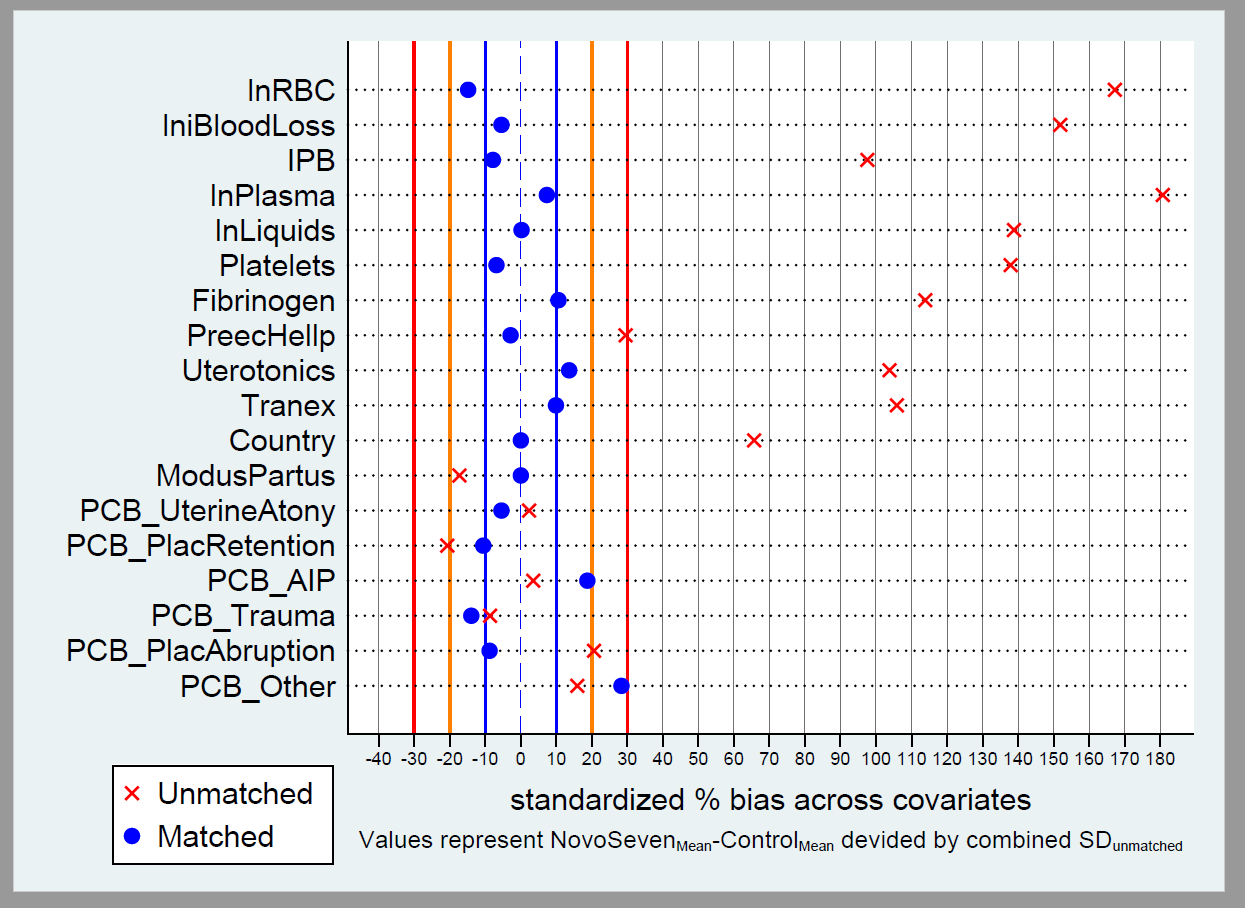 lnRBC
lniBloodLoss
IPB
lnPlasma
lnLiquids
Platelets
Fibrinogen
PreecHellp
Uterotonics
Tranex
Country
ModusPartus
PCB_UterineAtony
PCB_PlacRetention
PCB_AIP
PCB_Trauma
PCB_PlacAbruption
PCB_Other
-40 -30 -20 -10 0 10 20 30 40 50 60 70 80 90 100 110 120 130 140 150 160 170 180
standardized % bias across covariates
Values represent NovoSevenMean-ControlMean devided by combined SDunmatched
Unmatched
Matched